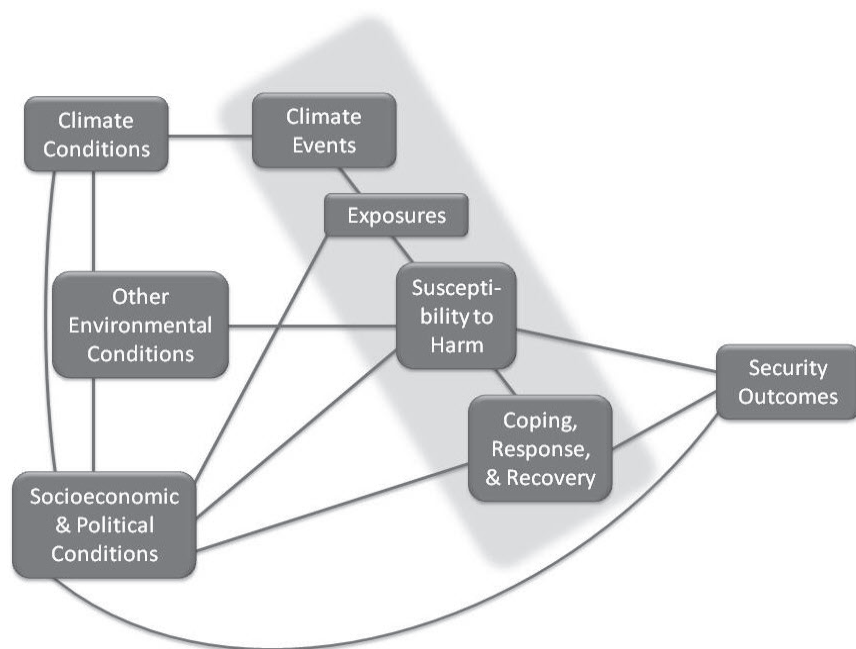 Climate
Conditions
Climate
Events
Exposures
Other
Environmental
Conditions
Suscepti-
bility to
Harm
Security
Outcomes
Coping,
Response,
& Recovery
Socioeconomic
& Political
Conditions